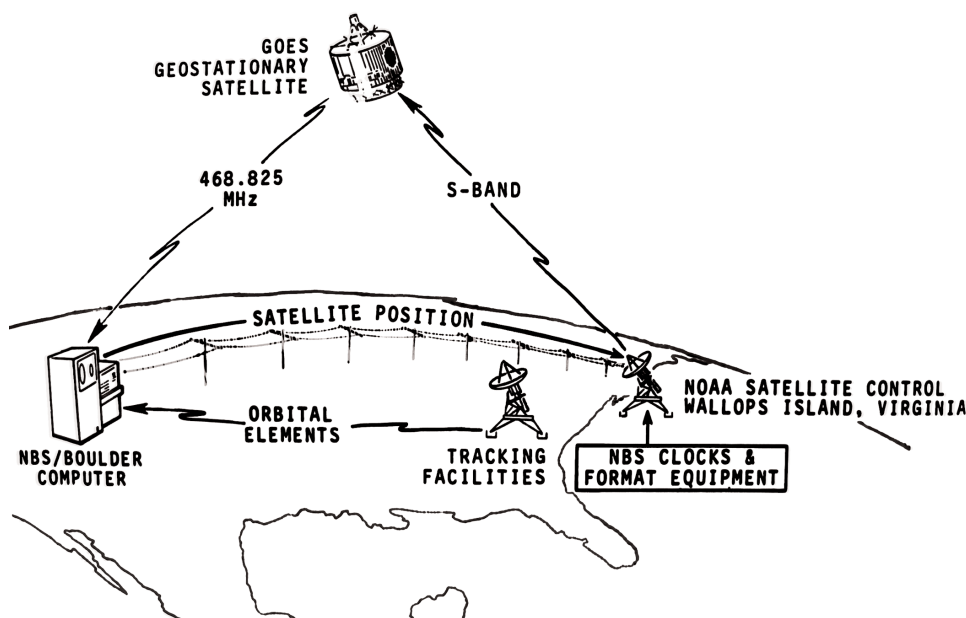 GOES
GEOSTATIONARY
SATELLITE
468.825
MHz
S-BAND
SATELLITE POSITION
NOAA SATELLITE CONTROL
WALLOPS ISLAND, VIRGINIA
ORBITAL
ELEMENTS
NBS/BOULDER
COMPUTER
TRACKING
FACILITIES
NBS CLOCKS &
FORMAT EQUIPMENT